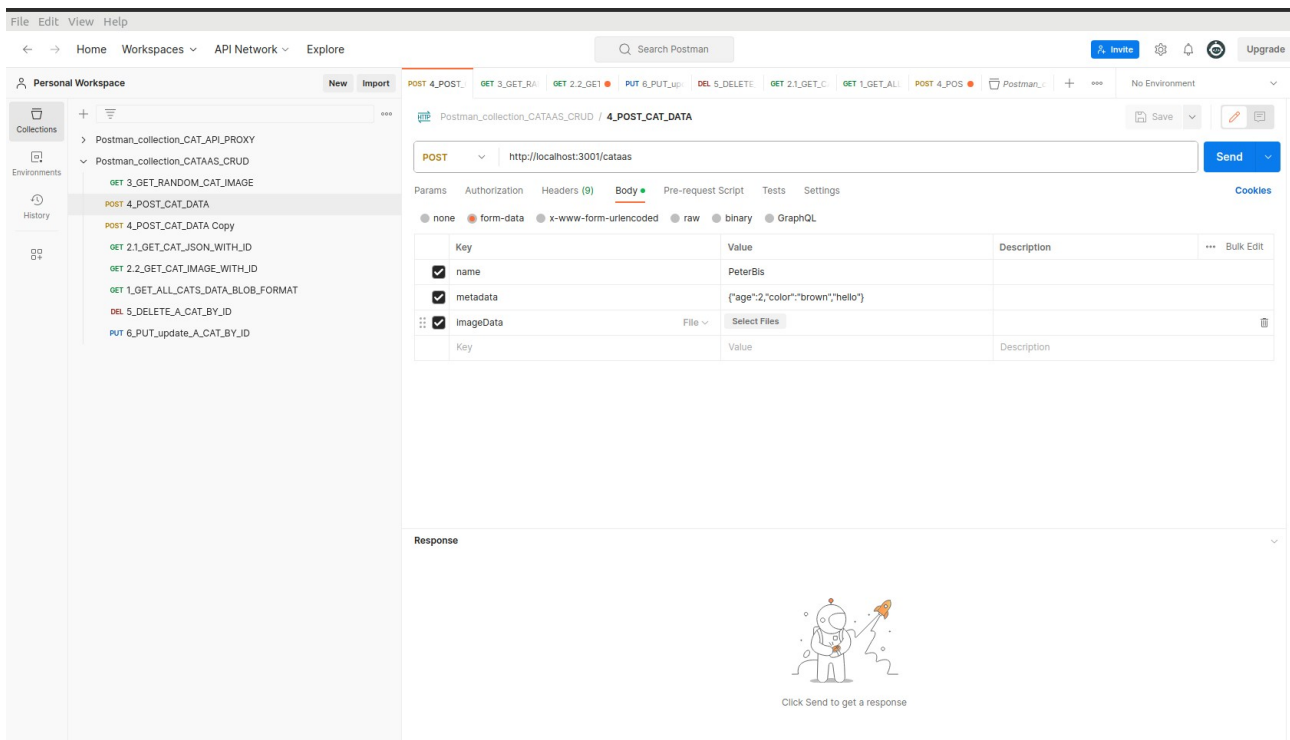 File Edit View Help
Home Workspaces API Network Explore
Search Postman
Invite
Upgrade
Personal Workspace
New Import
POST 4_POST_
GET 3_GET_RA
GET 2.2_GET
PUT 6_PUT_up
DEL 5_DELETE
GET 2.1_GET_C
GET 1_GET_AL
POST 4_POS
Postman_c
No Environment
Collections
Environments
History
Postman_collection_CAT_API_PROXY
Postman_collection_CATAAS_CRUD
GET 3_GET_RANDOM_CAT_IMAGE
POST 4_POST_CAT_DATA
POST 4_POST_CAT_DATA Copy
GET 2.1_GET_CAT_JSON_WITH_ID
GET 2.2_GET_CAT_IMAGE_WITH_ID
GET 1_GET_ALL_CATS_DATA_BLOB_FORMAT
DEL 5_DELETE_A_CAT_BY_ID
PUT 6_PUT_update_A_CAT_BY_ID
HTTP Postman_collection_CATAAS_CRUD / 4_POST_CAT_DATA
Save
POST http://localhost:3001/cataas
Send
Params Authorization Headers (9) Body Pre-request Script Tests Settings
Cookies
none form-data x-www-form-urlencoded raw binary GraphQL
Key Value Description Bulk Edit
name PeterBis
metadata {"age":2,"color":"brown","hello"}
imageData File Select Files
Key Value Description
Response
Click Send to get a response